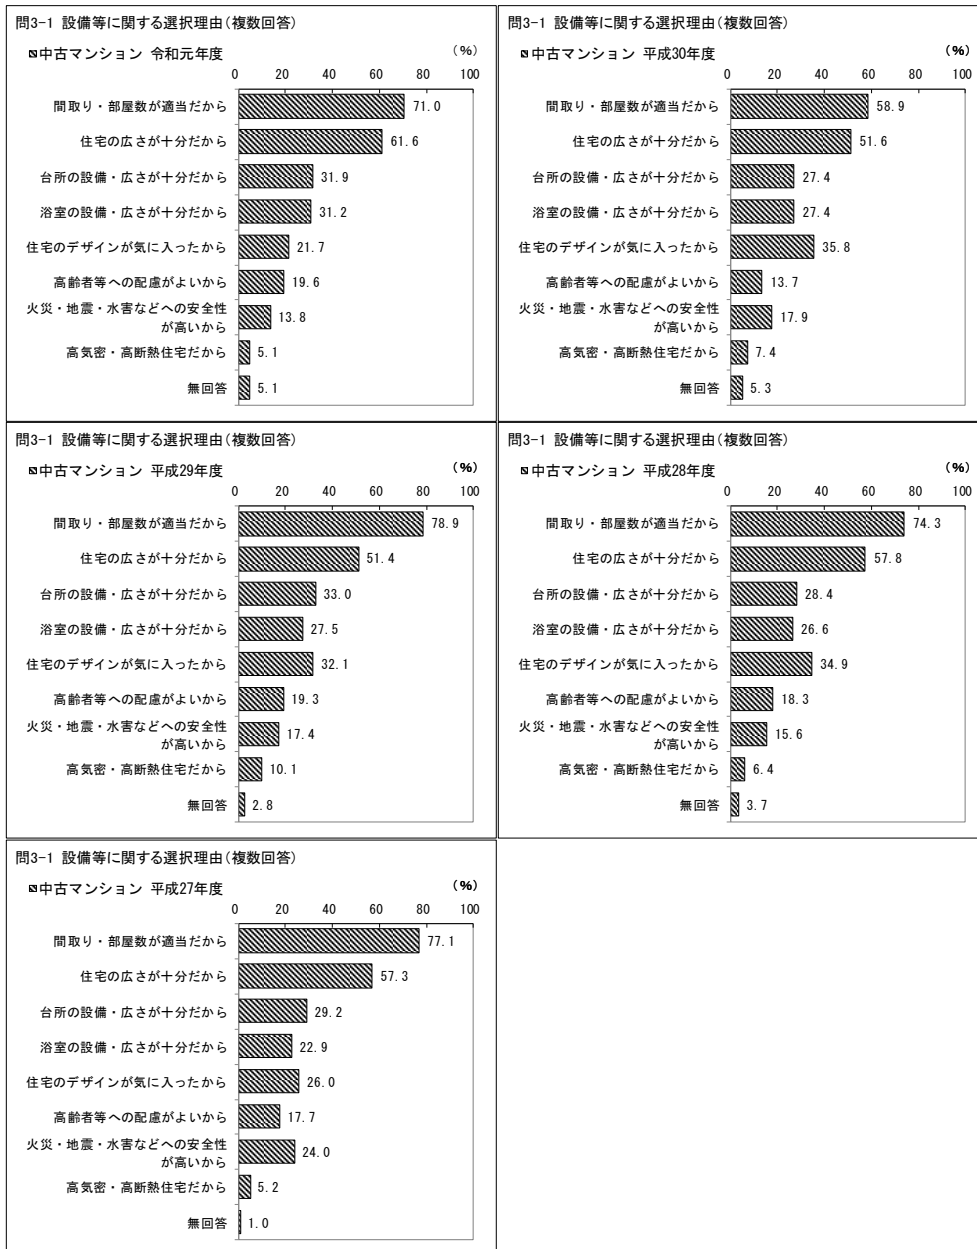 問3-1 設備等に関する選択理由(複数回答)
中古マンション 令和元年度
(%)
0 20 40 60 80 100
間取り・部屋数が適当だから 71.0
住宅の広さが十分だから 61.6
台所の設備・広さが十分だから 31.9
浴室の設備・広さが十分だから 31.2
住宅のデザインが気に入ったから 21.7
高齢者等への配慮がよいから 19.6
火災・地震・水害などへの安全性
が高いから 13.8
高気密・高断熱住宅だから 5.1
無回答 5.1
問3-1 設備等に関する選択理由(複数回答)
中古マンション 平成30年度
(%)
0 20 40 60 80 100
間取り・部屋数が適当だから 58.9
住宅の広さが十分だから 51.6
台所の設備・広さが十分だから 27.4
浴室の設備・広さが十分だから 27.4
住宅のデザインが気に入ったから 35.8
高齢者等への配慮がよいから 13.7
火災・地震・水害などへの安全性
が高いから 17.9
高気密・高断熱住宅だから 7.4
無回答 5.3
問3-1 設備等に関する選択理由(複数回答)
中古マンション 平成29年度
(%)
0 20 40 60 80 100
間取り・部屋数が適当だから 78.9
住宅の広さが十分だから 51.4
台所の設備・広さが十分だから 33.0
浴室の設備・広さが十分だから 27.5
住宅のデザインが気に入ったから 32.1
高齢者等への配慮がよいから 19.3
火災・地震・水害などへの安全性
が高いから 17.4
高気密・高断熱住宅だから 10.1
無回答 2.8
問3-1 設備等に関する選択理由(複数回答)
中古マンション 平成28年度
(%)
0 20 40 60 80 100
間取り・部屋数が適当だから 74.3
住宅の広さが十分だから 57.8
台所の設備・広さが十分だから 28.4
浴室の設備・広さが十分だから 26.6
住宅のデザインが気に入ったから 34.9
高齢者等への配慮がよいから 18.3
火災・地震・水害などへの安全性
が高いから 15.6
高気密・高断熱住宅だから 6.4
無回答 3.7
問3-1 設備等に関する選択理由(複数回答)
中古マンション 平成27年度
(%)
0 20 40 60 80 100
間取り・部屋数が適当だから 77.1
住宅の広さが十分だから 57.3
台所の設備・広さが十分だから 29.2
浴室の設備・広さが十分だから 22.9
住宅のデザインが気に入ったから 26.0
高齢者等への配慮がよいから 17.7
火災・地震・水害などへの安全性
が高いから 24.0
高気密・高断熱住宅だから 5.2
無回答 1.0